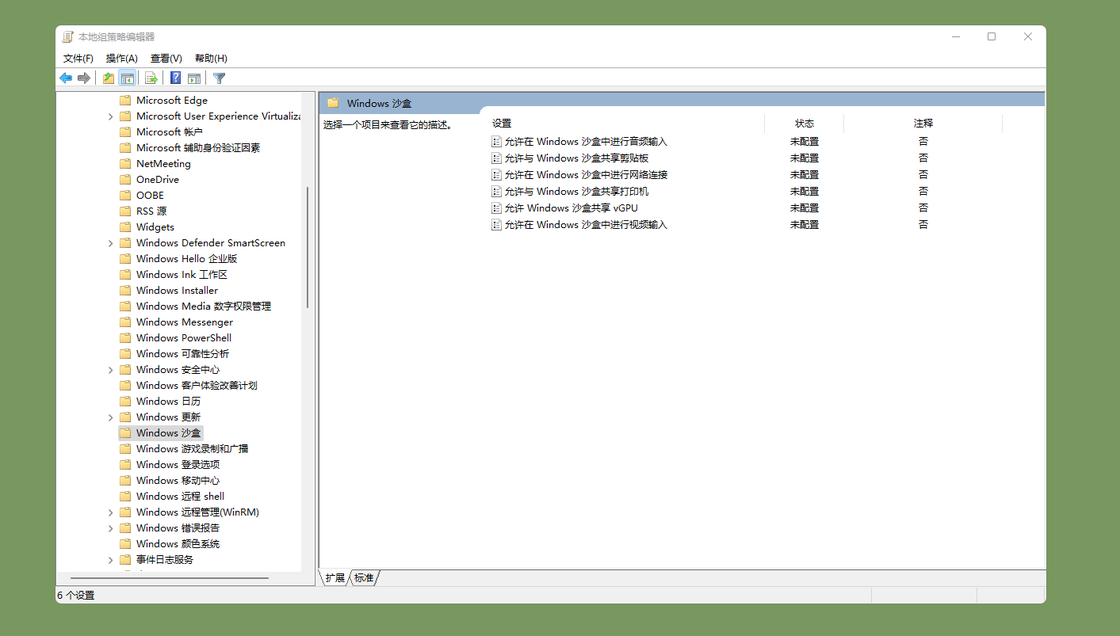 本地组策略编辑器
文件(F) 操作(A) 查看(V) 帮助(H)
Microsoft Edge
Microsoft User Experience Virtualiza
Microsoft 帐户
Microsoft 辅助身份验证因素
NetMeeting
OneDrive
OOBE
RSS 源
Widgets
Windows Defender SmartScreen
Windows Hello 企业版
Windows Ink 工作区
Windows Installer
Windows Media 数字权限管理
Windows Messenger
Windows PowerShell
Windows 可靠性分析
Windows 安全中心
Windows 客户体验改善计划
Windows 日历
Windows 更新
Windows 沙盒
Windows 游戏录制和广播
Windows 登录选项
Windows 移动中心
Windows 远程 shell
Windows 远程管理(WinRM)
Windows 错误报告
Windows 颜色系统
事件日志服务
Windows 沙盒
选择一个项目来查看它的描述。
设置 状态 注释
允许在 Windows 沙盒中进行音频输入 未配置 否
允许与 Windows 沙盒共享剪贴板 未配置 否
允许在 Windows 沙盒中进行网络连接 未配置 否
允许与 Windows 沙盒共享打印机 未配置 否
允许 Windows 沙盒共享 vGPU 未配置 否
允许在 Windows 沙盒中进行视频输入 未配置 否
扩展 标准
6 个设置